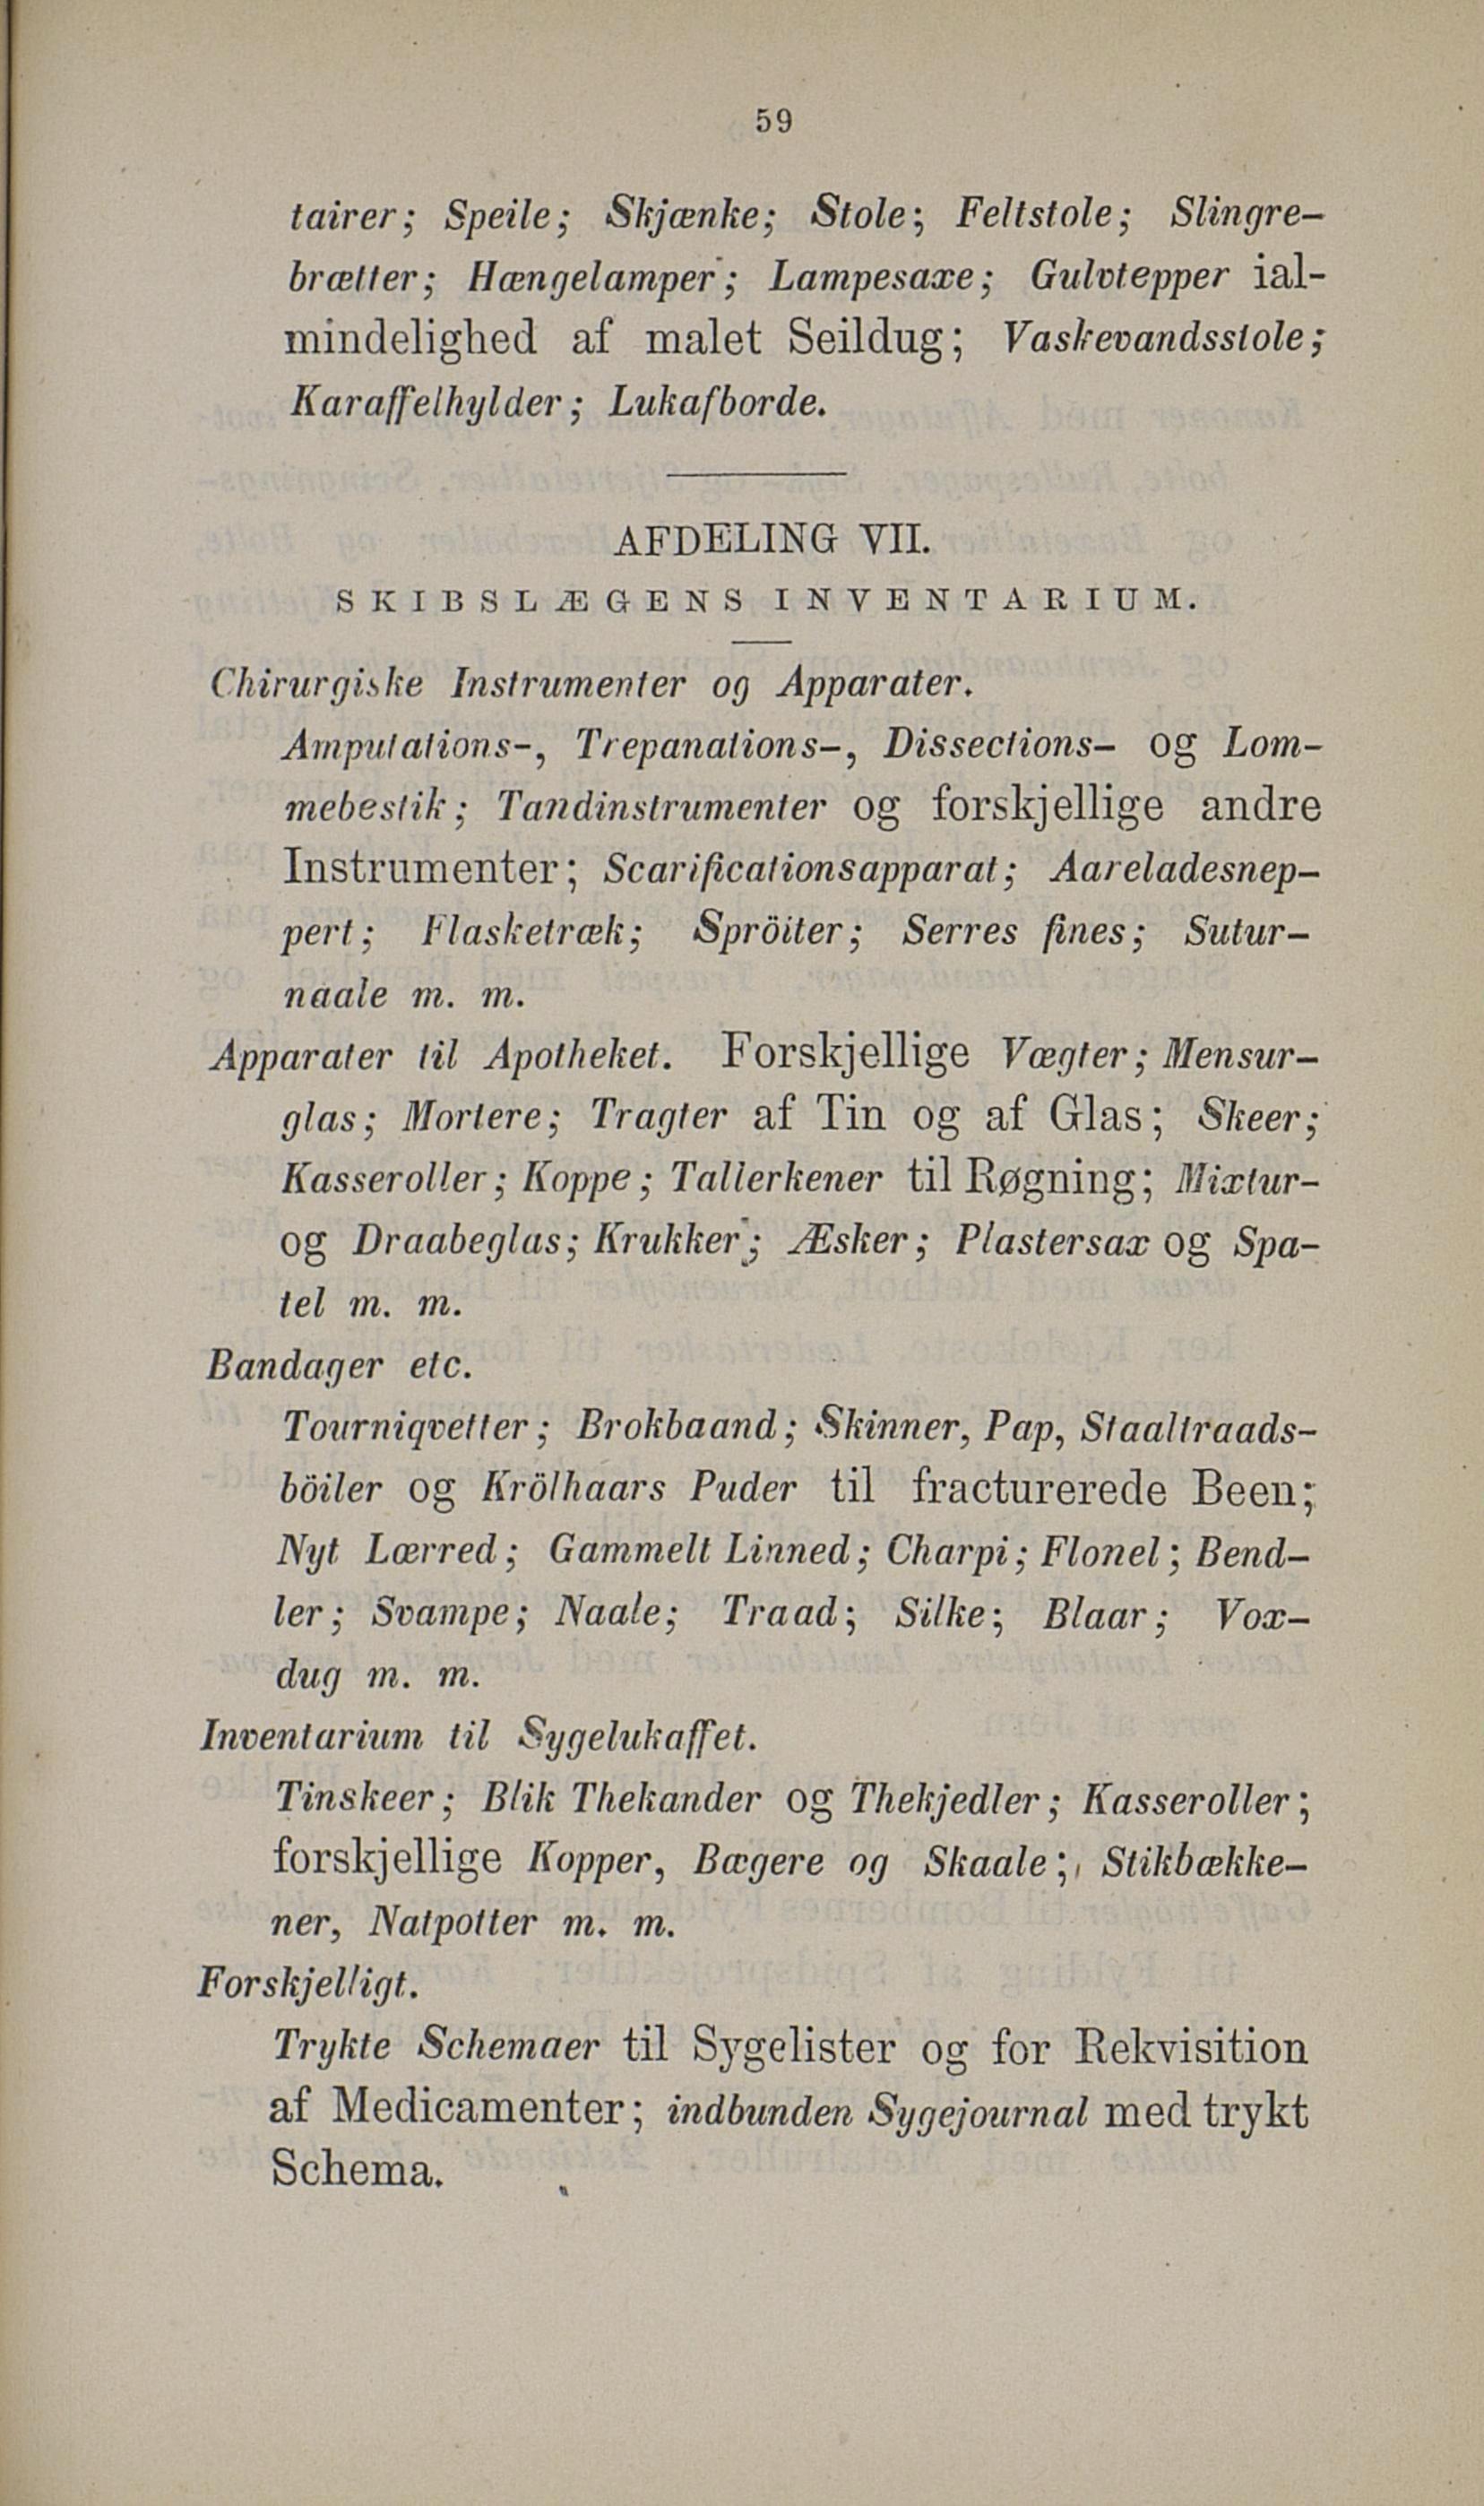 59
tairer; Speile; Skjænke; Stole; Feltstole; Slingre-
brætter; Hængelamper; Lampesaxe; Gulvtepper ial-
mindelighed af malet Seildug; Vaskevandsstole;
Karaffelhylder; Lukafborde.
AFDELING VII.
SKIBSLÆGENS INVENTARIUM.
Chirurgiske Instrumenter og Apparater.
Amputations-, Trepanations-, Dissections- og Lom-
mebestik; Tandinstrumenter og forskjellige andre
Instrumenter; Scarificationsapparat; Aareladesnep-
pert; Flasketræk; Spröiter; Serres fines; Sutur-
naale m. m.
Apparater til Apotheket. Forskjellige Vægter; Mensur-
glas; Mortere; Tragter af Tin og af Glas; Skeer;
Kasseroller; Koppe; Tallerkener til Røgning; Mixtur-
og Draabeglas; Krukker; Æsker; Plastersax og Spa-
tel m. m.
Bandager etc.
Tourniqvetter; Brokbaand; Skinner, Pap, Staaltraads-
böiler og Krölhaars Puder til fracturerede Been;
Nyt Lærred; Gammelt Linned; Charpi; Flonel; Bend-
ler; Svampe; Naale; Traad; Silke; Blaar; Vox-
dug m. m.
Inventarium til Sygelukaffet.
Tinskeer; Blik Thekander og Thekjedler; Kasseroller;
forskjellige Kopper, Bægere og Skaale; Stikbække-
ner, Natpotter m. m.
Forskjelligt.
Trykte Schemaer til Sygelister og for Rekvisition
af Medicamenter; indbunden Sygejournal med trykt
Schema.